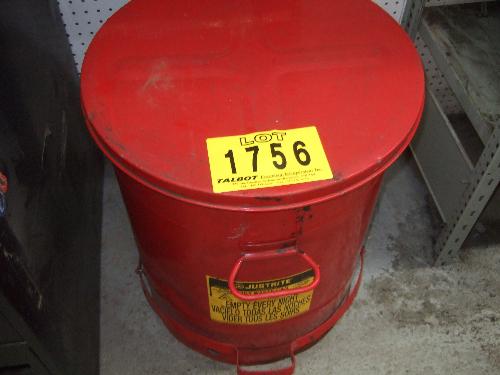 LOT
1756
TALBOT
JUSTRITE
EMPTY EVERY NIGHT
VACIELO TODAS LAS NOCHES
VIDER TOUS LES SOIRS